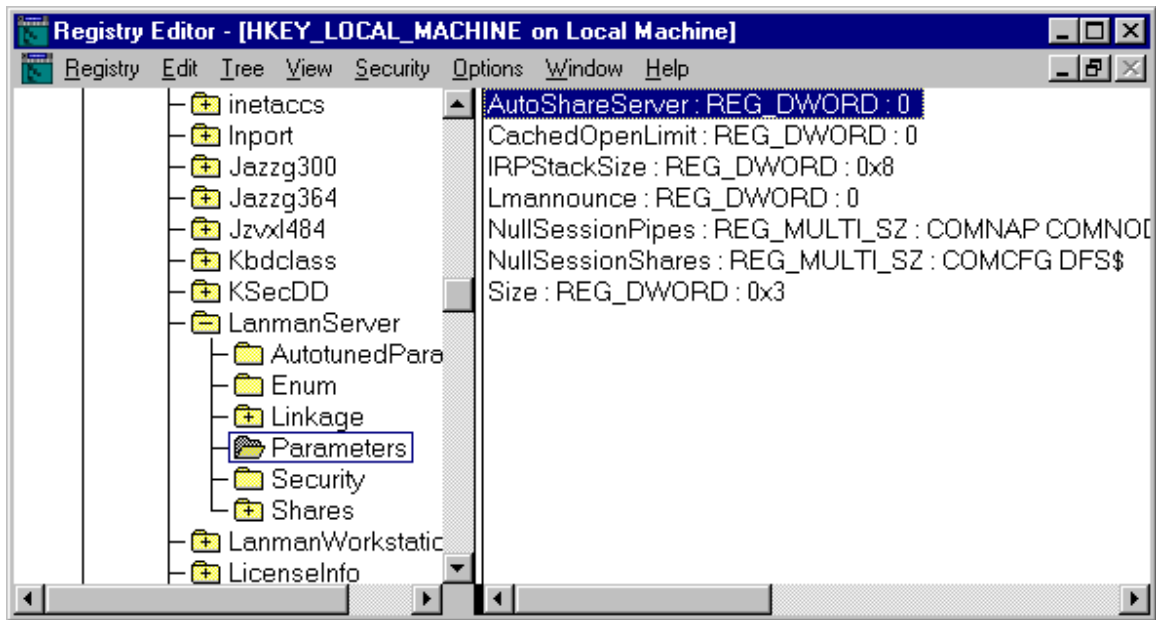 Registry Editor - [HKEY_LOCAL_MACHINE on Local Machine]
Registry Edit Tree View Security Options Window Help
inetaccs
Inport
Jazzg300
Jazzg364
Jzvxl484
Kbdclass
KSecDD
LanmanServer
AutotunedPara
Enum
Linkage
Parameters
Security
Shares
LanmanWorkstatic
LicenseInfo
AutoShareServer : REG_DWORD : 0
CachedOpenLimit : REG_DWORD : 0
IRPStackSize : REG_DWORD : 0x8
Lmannounce : REG_DWORD : 0
NullSessionPipes : REG_MULTI_SZ : COMNAP COMNOD
NullSessionShares : REG_MULTI_SZ : COMCFG DFS$
Size : REG_DWORD : 0x3